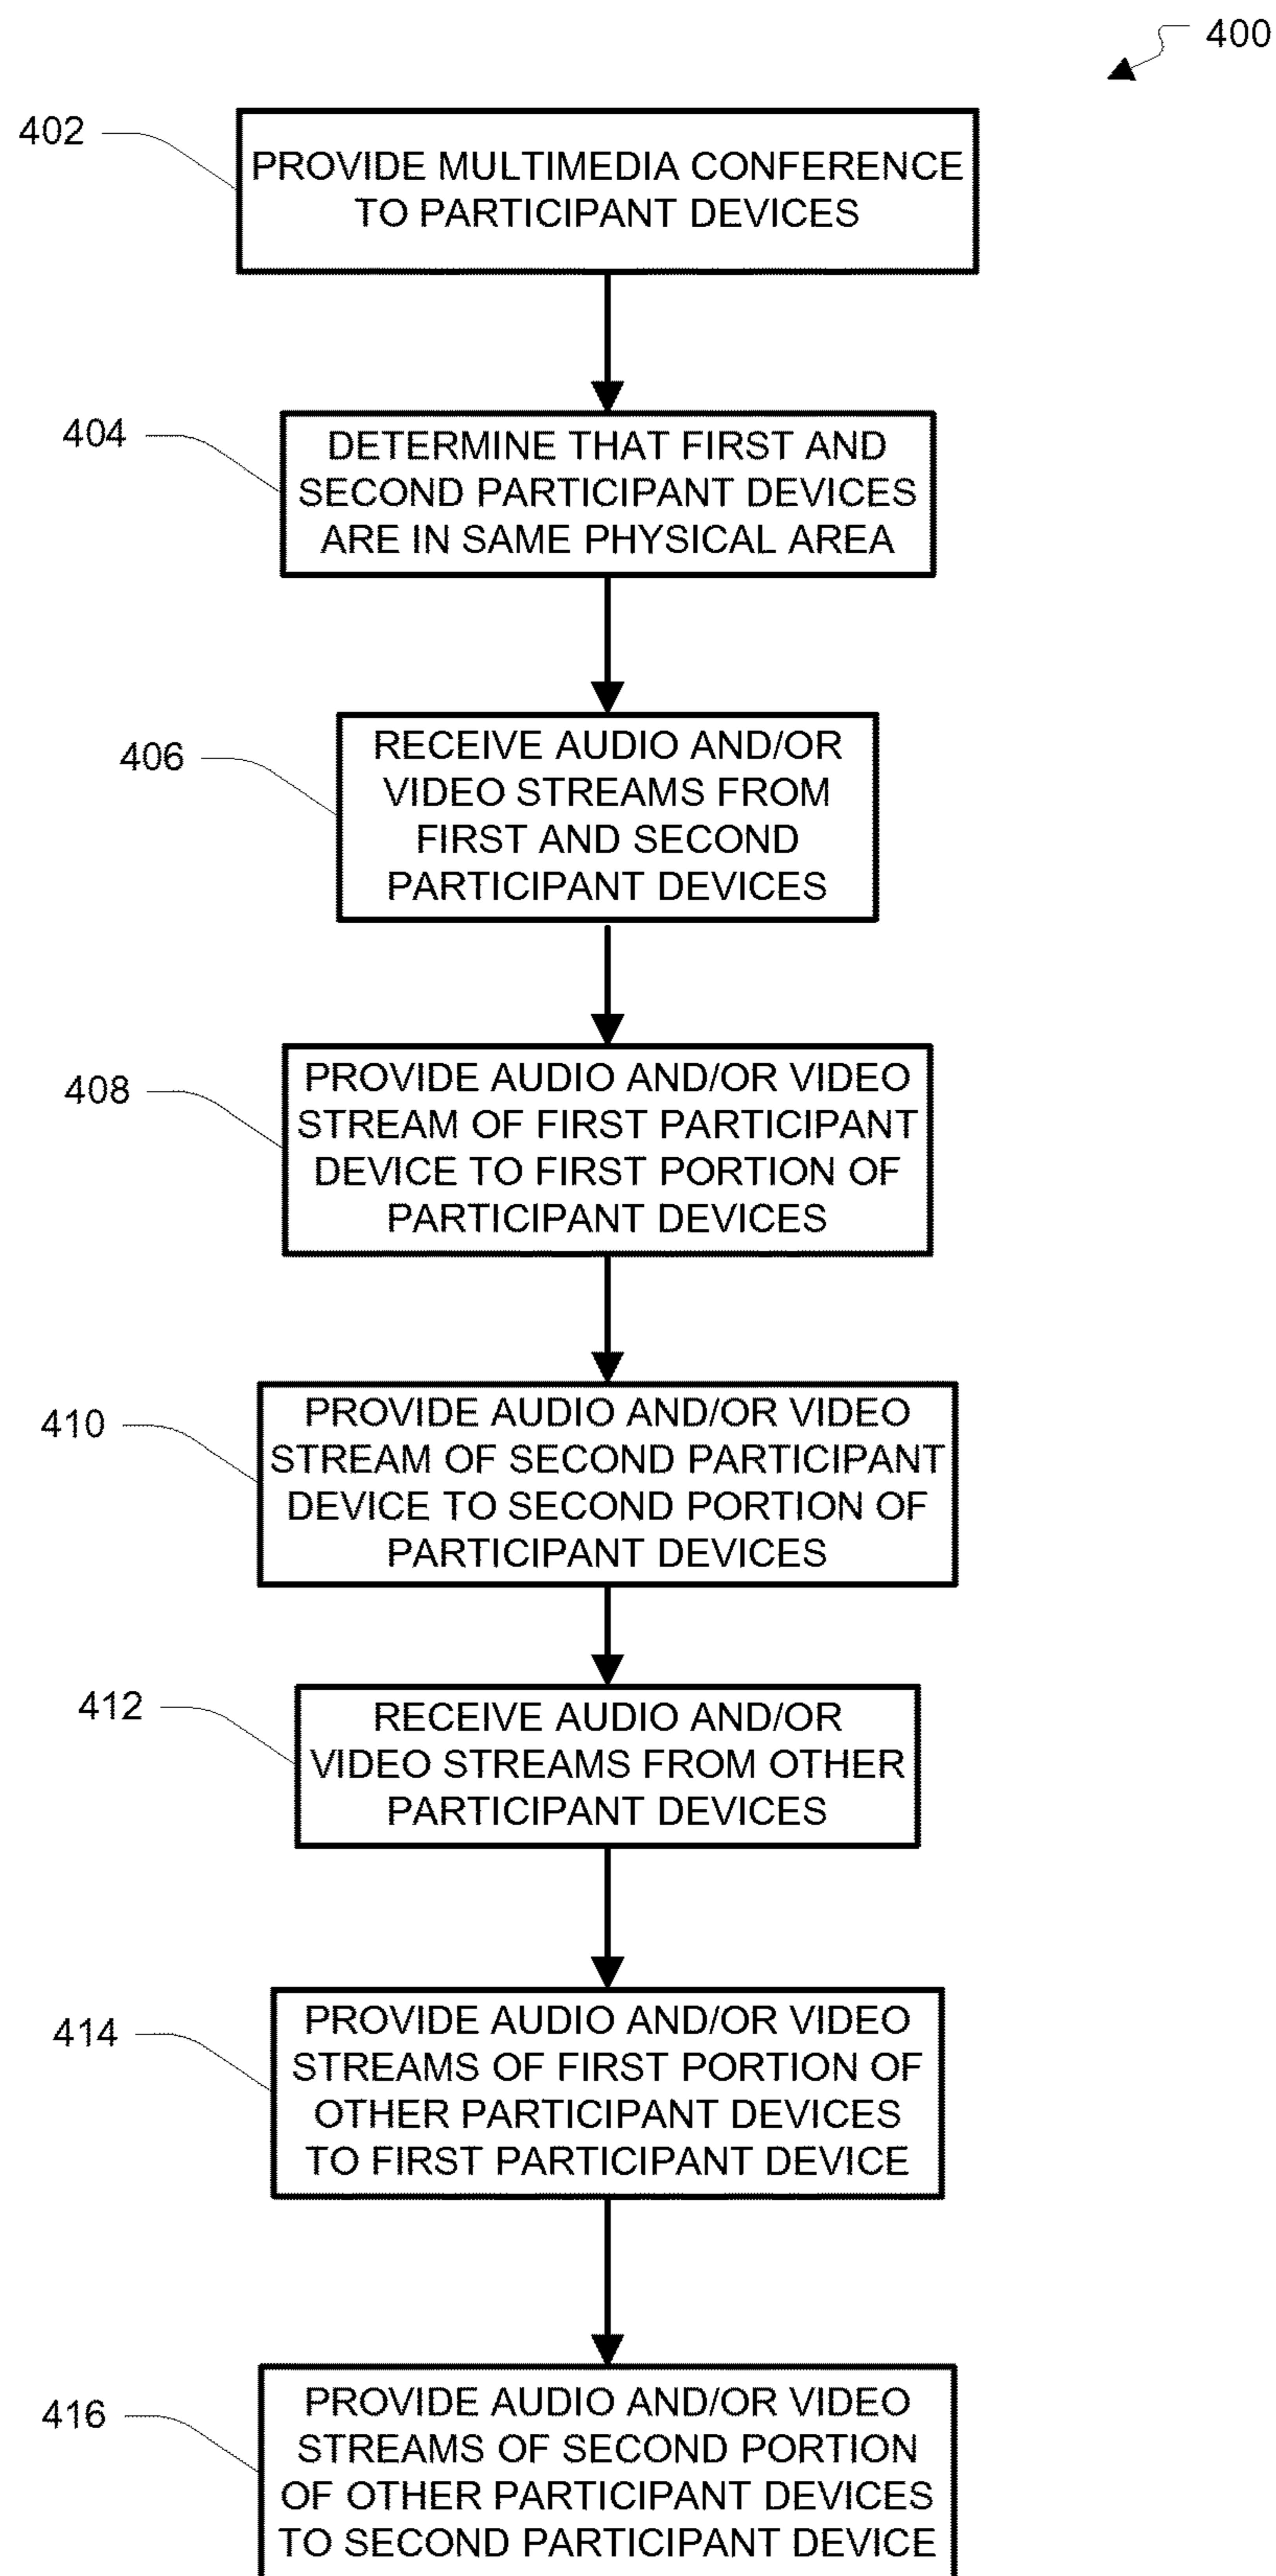 400
402
PROVIDE MULTIMEDIA CONFERENCE
TO PARTICIPANT DEVICES
404
DETERMINE THAT FIRST AND
SECOND PARTICIPANT DEVICES
ARE IN SAME PHYSICAL AREA
406
RECEIVE AUDIO AND/OR
VIDEO STREAMS FROM
FIRST AND SECOND
PARTICIPANT DEVICES
408
PROVIDE AUDIO AND/OR VIDEO
STREAM OF FIRST PARTICIPANT
DEVICE TO FIRST PORTION OF
PARTICIPANT DEVICES
410
PROVIDE AUDIO AND/OR VIDEO
STREAM OF SECOND PARTICIPANT
DEVICE TO SECOND PORTION OF
PARTICIPANT DEVICES
412
RECEIVE AUDIO AND/OR
VIDEO STREAMS FROM OTHER
PARTICIPANT DEVICES
414
PROVIDE AUDIO AND/OR VIDEO
STREAMS OF FIRST PORTION OF
OTHER PARTICIPANT DEVICES
TO FIRST PARTICIPANT DEVICE
416
PROVIDE AUDIO AND/OR VIDEO
STREAMS OF SECOND PORTION
OF OTHER PARTICIPANT DEVICES
TO SECOND PARTICIPANT DEVICE